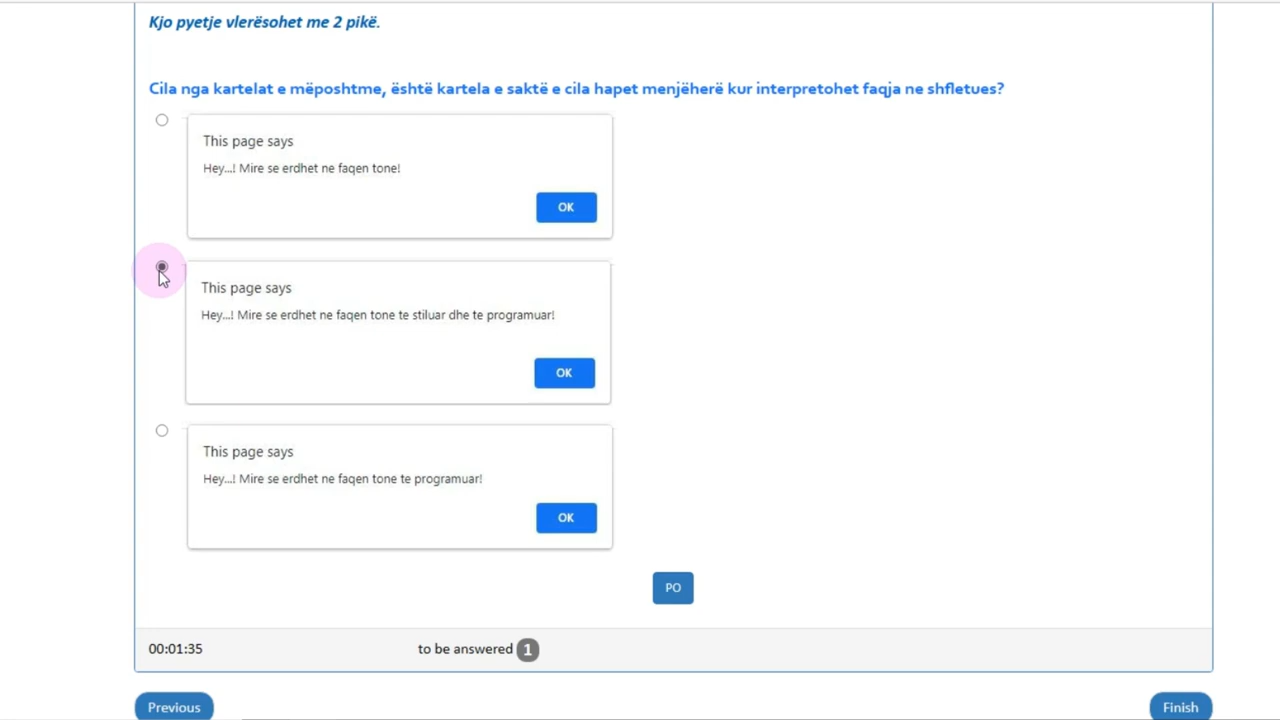 Kjo pyetje vlerësohet me 2 pikë.
Cila nga kartelat e mëposhtme, është kartela e saktë e cila hapet menjëherë kur interpretohet faqja ne shfletues?
This page says
Hey...! Mire se erdhet ne faqen tone!
OK
This page says
Hey...! Mire se erdhet ne faqen tone te stiluar dhe te programuar!
OK
This page says
Hey...! Mire se erdhet ne faqen tone te programuar!
OK
PO
00:01:35 to be answered 1
Previous Finish